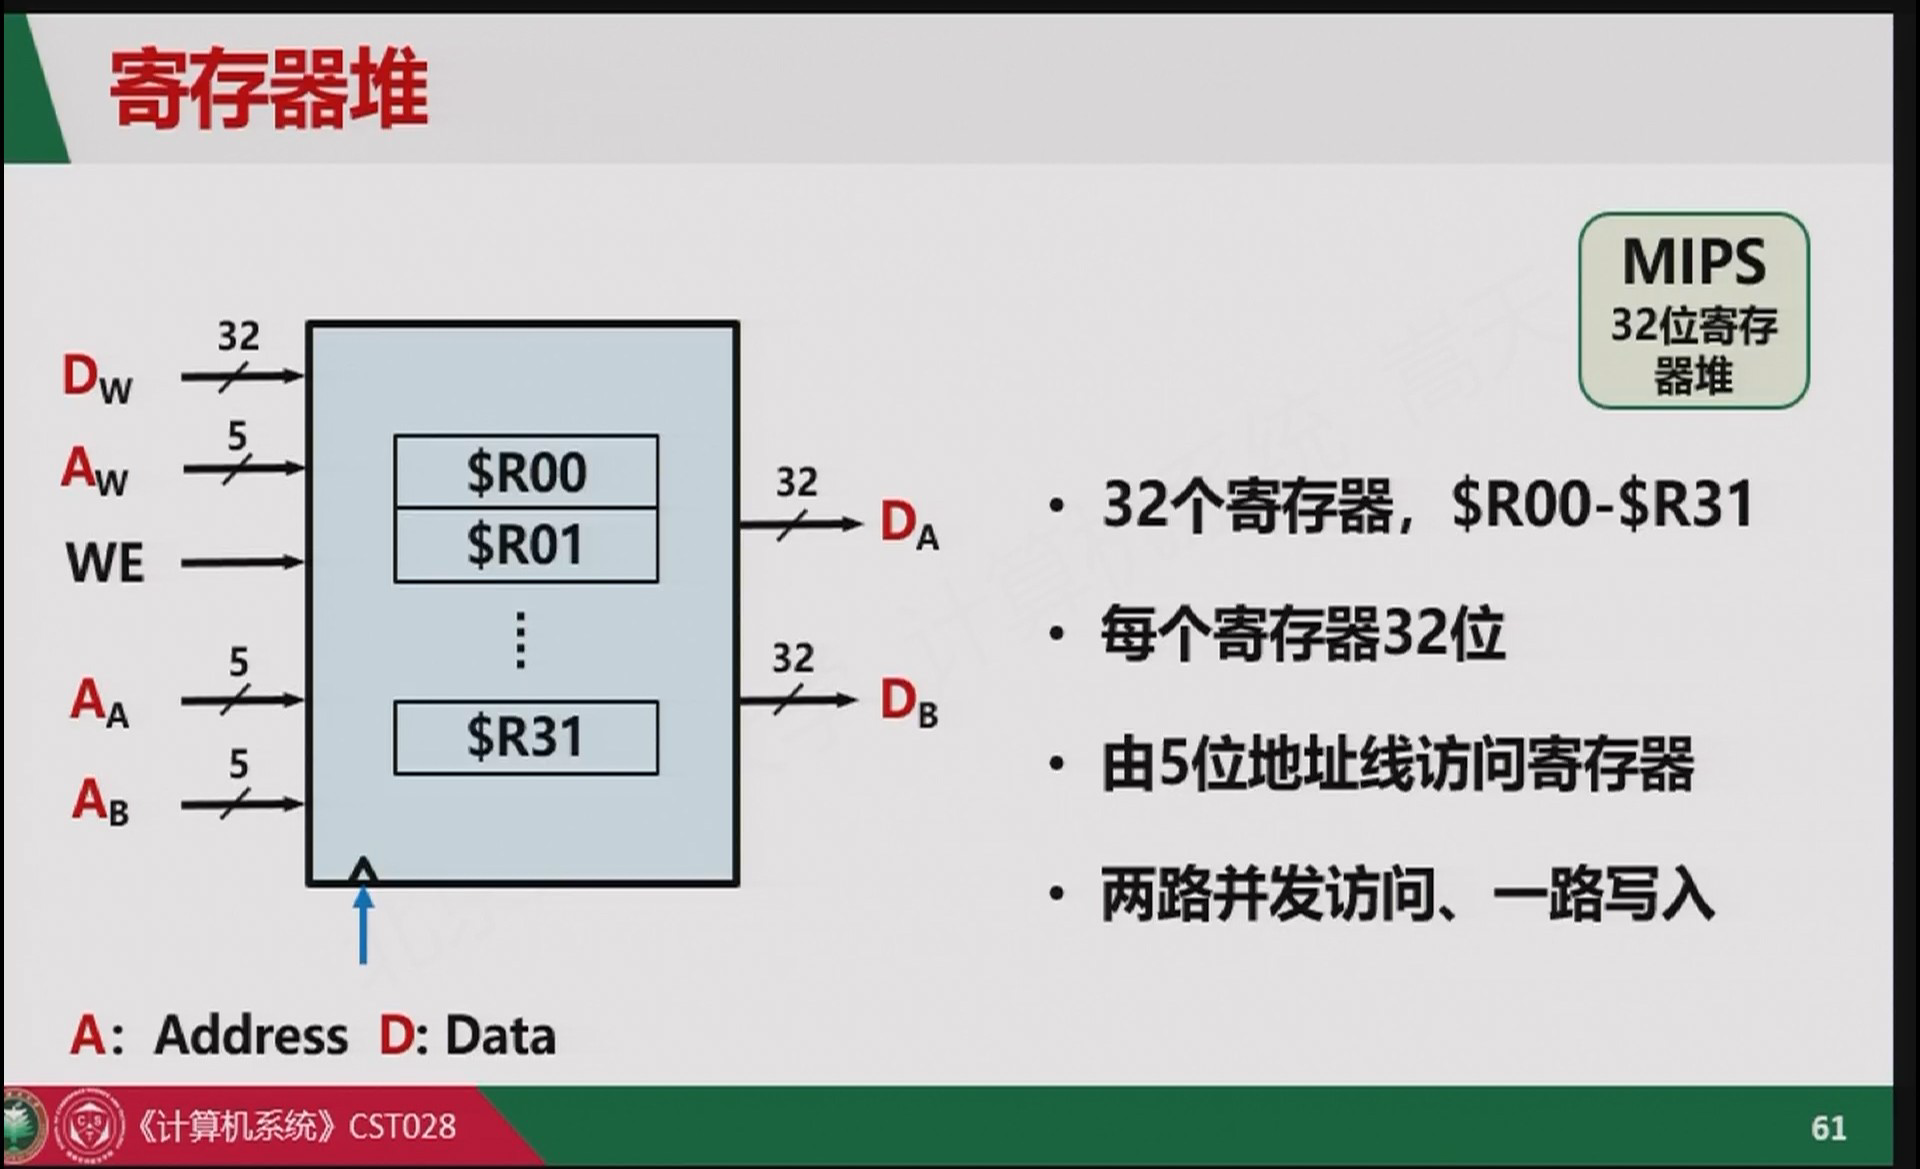 寄存器堆
MIPS
32位寄存
器堆
32
D_W
5
A_W
WE
5
A_A
5
A_B
$R00
$R01
⋮
$R31
32
D_A
32
D_B
• 32个寄存器，$R00-$R31
• 每个寄存器32位
• 由5位地址线访问寄存器
• 两路并发访问、一路写入
A: Address D: Data
《计算机系统》CST028
61